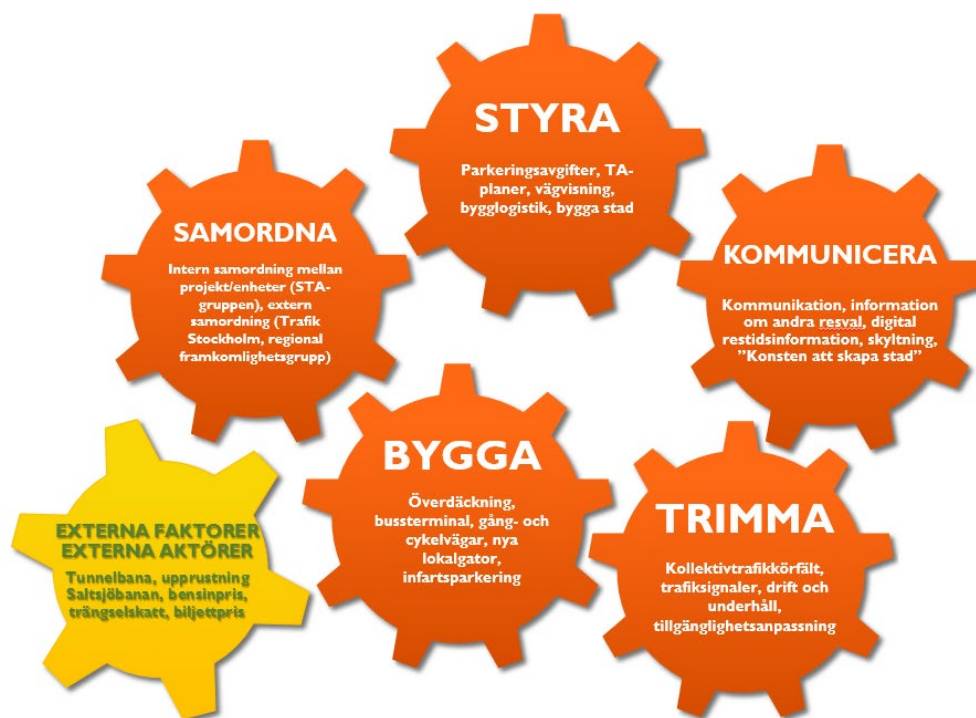 STYRA
Parkeringsavgifter, TA-
planer, vägvisning,
bygglogistik, bygga stad
SAMORDNA
Intern samordning mellan
projekt/enheter (STA-
gruppen), extern
samordning (Trafik
Stockholm, regional
framkomlighetsgrupp)
KOMMUNICERA
Kommunikation, information
om andra resval, digital
restidsinformation, skyltning,
”Konsten att skapa stad”
EXTERNA FAKTORER
EXTERNA AKTÖRER
Tunnelbana, upprustning
Saltsjöbanan, bensinpris,
trängselskatt, biljettpris
BYGGA
Överdäckning,
bussterminal, gång- och
cykelvägar, nya
lokalgator,
infartsparkering
TRIMMA
Kollektivtrafikkörfält,
trafiksignaler, drift och
underhåll,
tillgänglighetsanpassning